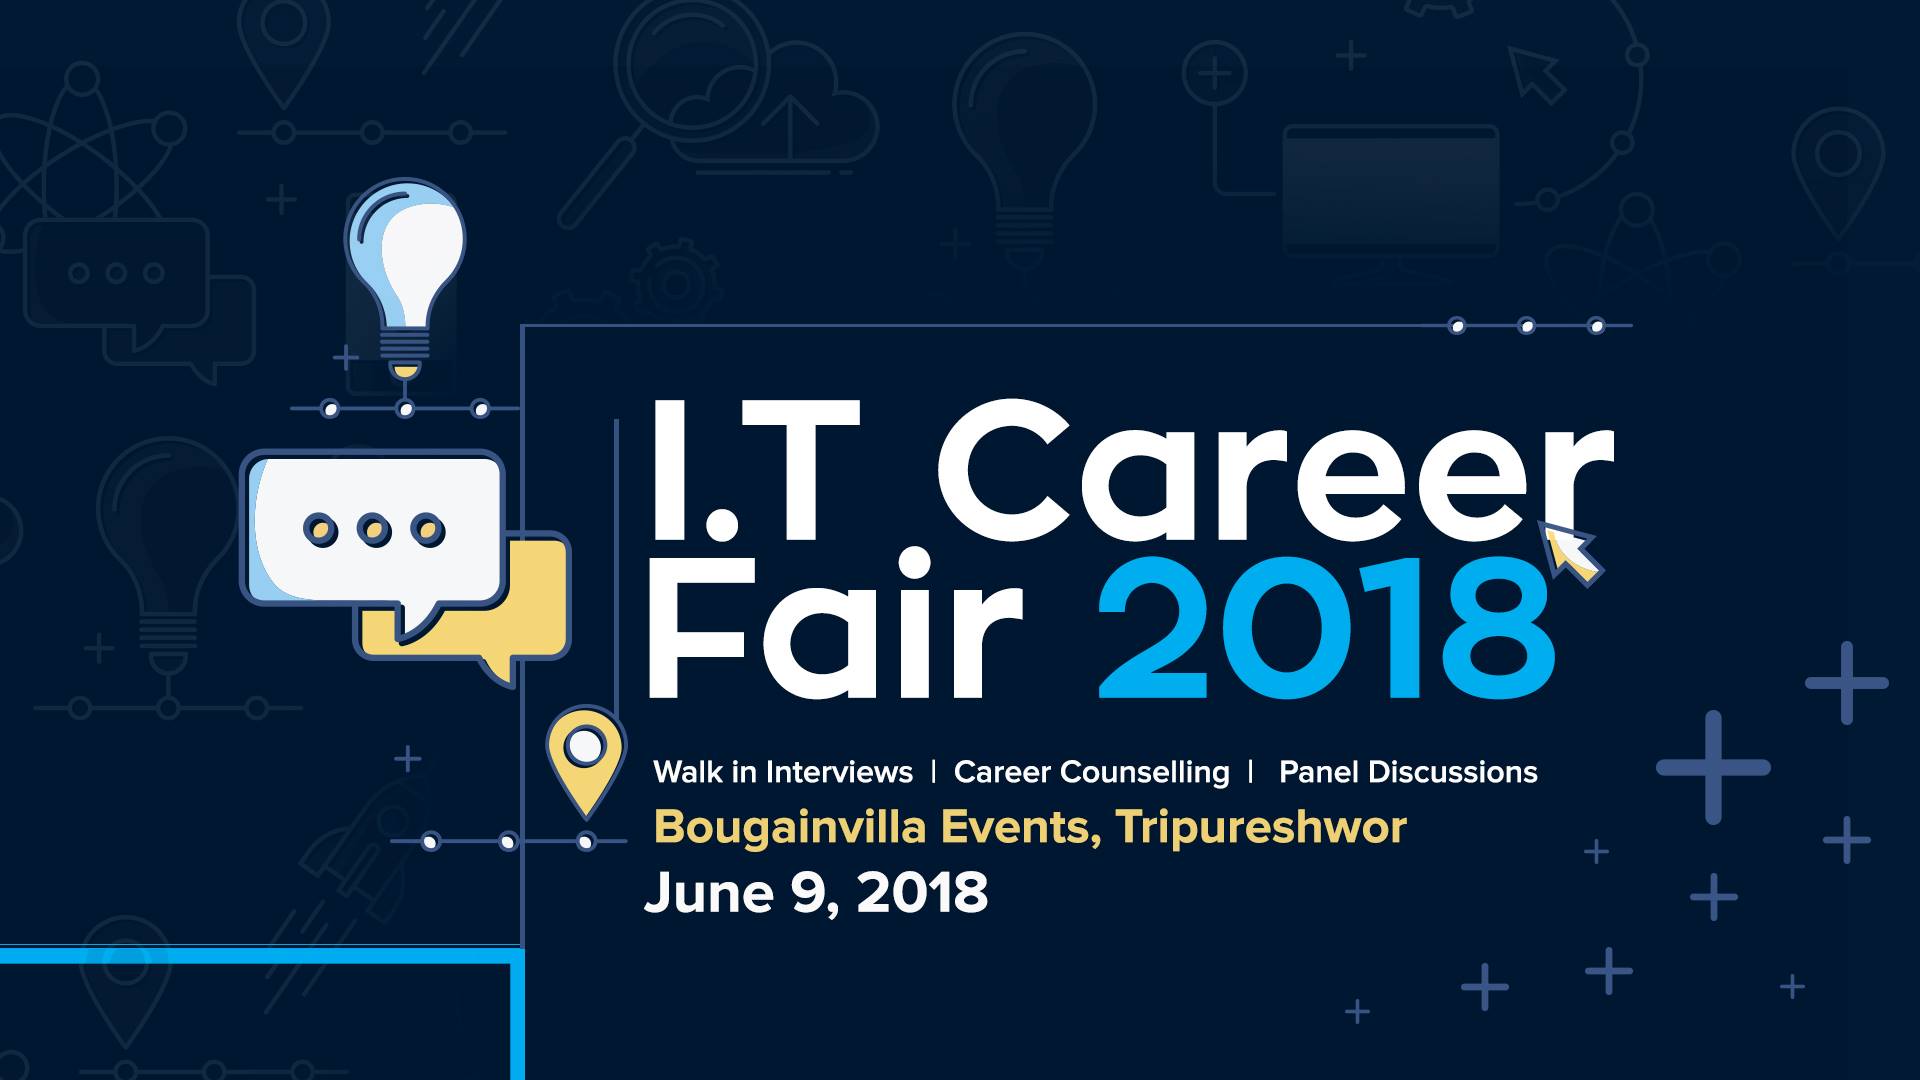 I.T Career
Fair 2018
Walk in Interviews | Career Counselling | Panel Discussions
Bougainvilla Events, Tripureshwor
June 9, 2018